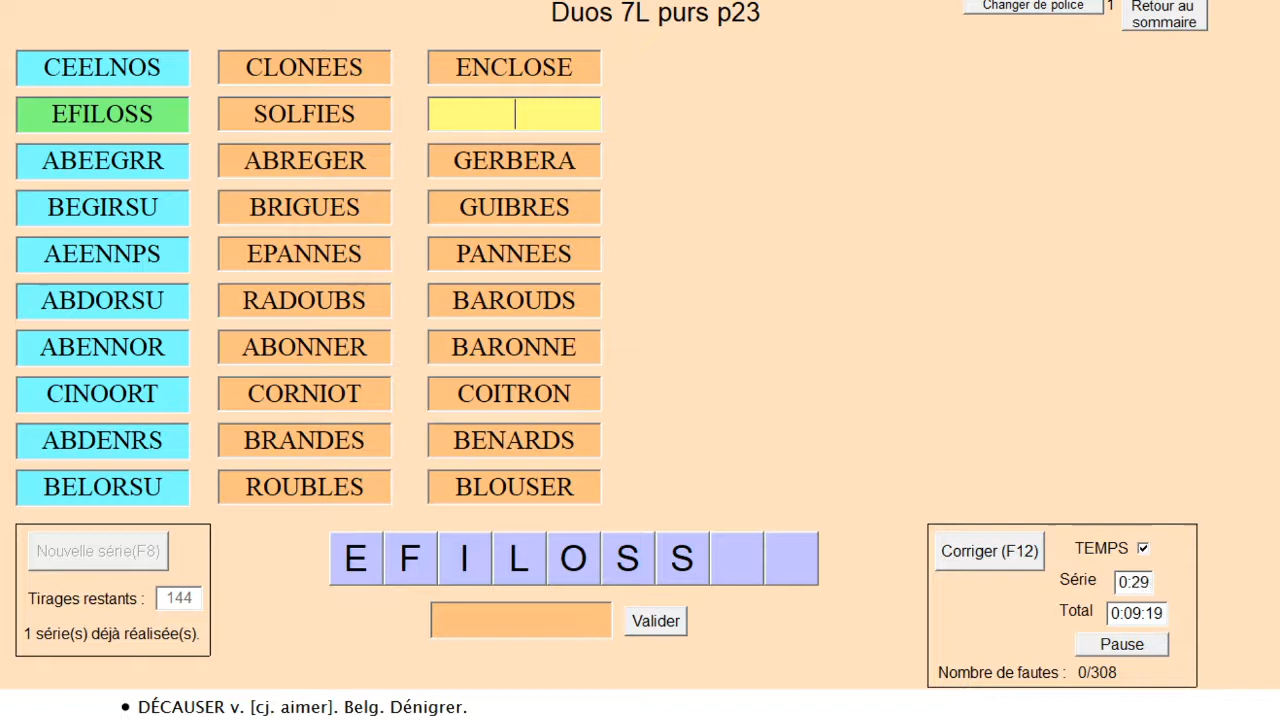 Duos 7L purs p23
Changer de police 1 Retour au sommaire
CEELNOS CLONEES ENCLOSE
EFILOSS SOLFIES
ABEEGRR ABREGER GERBERA
BEGIRSU BRIGUES GUIBRES
AEENNPS EPANNES PANNEES
ABDORSU RADOUBS BAROUDS
ABENNOR ABONNER BARONNE
CINOORT CORNIOT COITRON
ABDENRS BRANDES BENARDS
BELORSU ROUBLES BLOUSER
Nouvelle série(F8)
Tirages restants : 144
1 série(s) déjà réalisée(s).
E F I L O S S
Valider
Corriger (F12) TEMPS
Série 0:29
Total 0:09:19
Pause
Nombre de fautes : 0/308
• DÉCAUSER v. [cj. aimer]. Belg. Dénigrer.